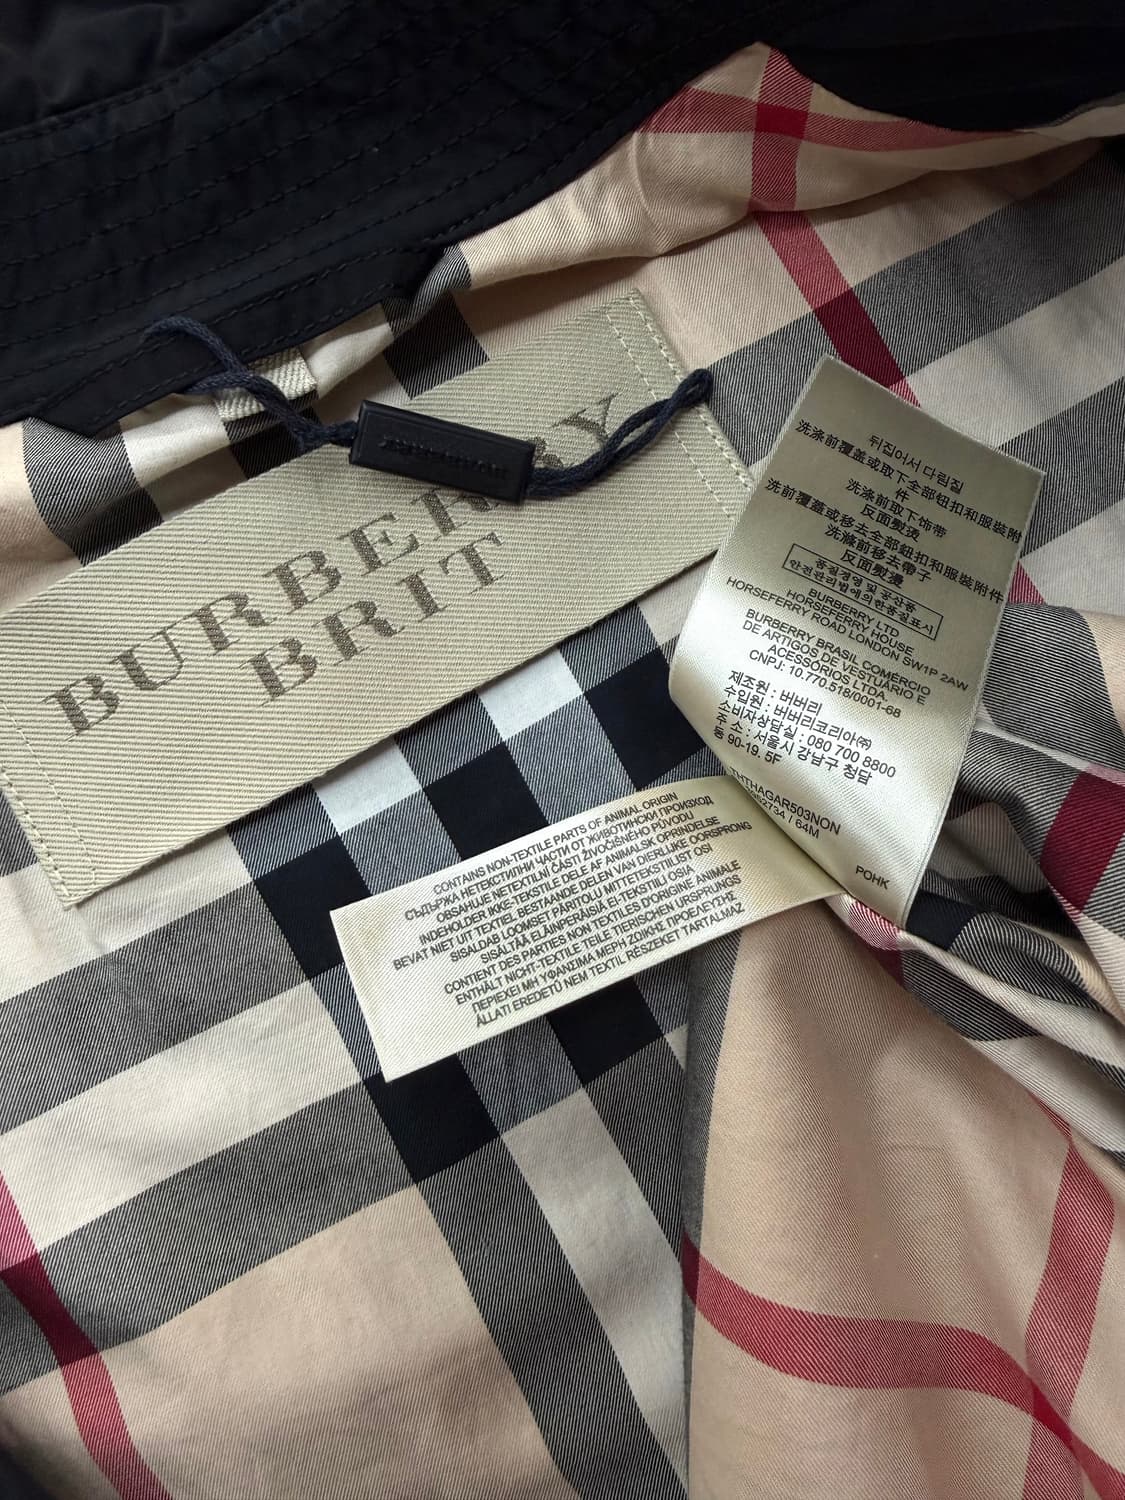 BURBERRY
BRIT
뒤집어서 다림질
洗涤前覆盖或取下全部钮扣和服裝附
件
洗涤前取下饰带
反面熨烫
洗前覆蓋或移去全部鈕扣和服裝附件
洗滌前移去帶子
反面熨燙
품질경영 및 공산품
안전관리법에의한품질표시
BURBERRY LTD
HORSEFERRY HOUSE
HORSEFERRY ROAD LONDON SW1P 2AW
BURBERRY BRASIL COMÉRCIO
DE ARTIGOS DE VESTUÁRIO E
ACESSÓRIOS LTDA.
CNPJ: 10.770.518/0001-68
제조원 : 버버리
수입원 : 버버리코리아㈜
소비자상담실 : 080 700 8800
주 소 : 서울시 강남구 청담
동 90-19. 5F
THTHAGAR503NON
/ 64M
POHK
CONTAINS NON-TEXTILE PARTS OF ANIMAL ORIGIN
СЪДЪРЖА НЕТЕКСТИЛНИ ЧАСТИ ОТ ЖИВОТИНСКИ ПРОИЗХОД
OBSAHUJE NETEXTILNÍ ČÁSTI ŽIVOČIŠNÉHO PŮVODU
INDEHOLDER IKKE-TEKSTILE DELE AF ANIMALSK OPRINDELSE
BEVAT NIET UIT TEXTIEL BESTAANDE DELEN VAN DIERLIJKE OORSPRONG
SISALDAB LOOMSET PÄRITOLU MITTETEKSTIILIST OSI
SISÄLTÄÄ ELÄINPERÄISIÄ EI-TEKSTIILI OSIA
CONTIENT DES PARTIES NON TEXTILES D'ORIGINE ANIMALE
ENTHÄLT NICHT-TEXTILE TEILE TIERISCHEN URSPRUNGS
ΠΕΡΙΕΧΕΙ ΜΗ ΥΦΑΝΣΙΜΑ ΜΕΡΗ ΖΩΙΚΗΣ ΠΡΟΕΛΕΥΣΗΣ
ÁLLATI EREDETŰ NEM TEXTIL RÉSZEKET TARTALMAZ